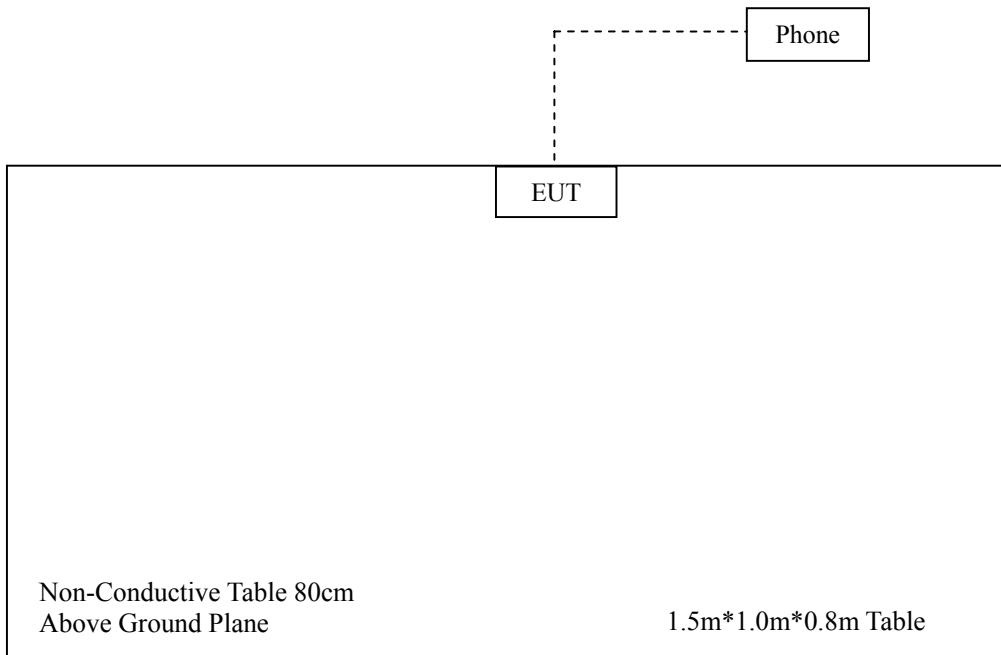 Phone
EUT
Non-Conductive Table 80cm
Above Ground Plane
1.5m*1.0m*0.8m Table